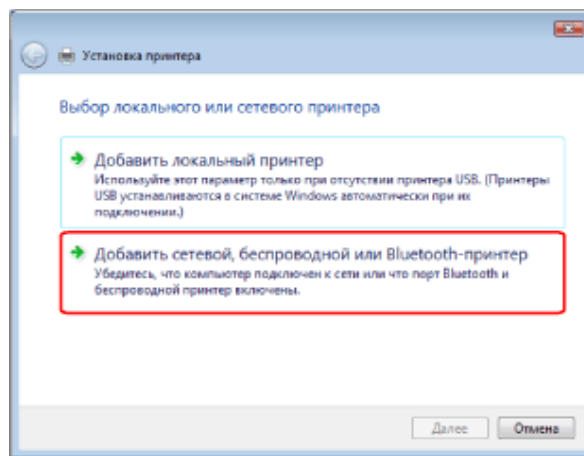 Установка принтера
Выбор локального или сетевого принтера
Добавить локальный принтер
Используйте этот параметр только при отсутствии принтера USB. (Принтеры
USB устанавливаются в системе Windows автоматически при их
подключении.)
Добавить сетевой, беспроводной или Bluetooth-принтер
Убедитесь, что компьютер подключен к сети или что порт Bluetooth и
беспроводной принтер включены.
Далее
Отмена